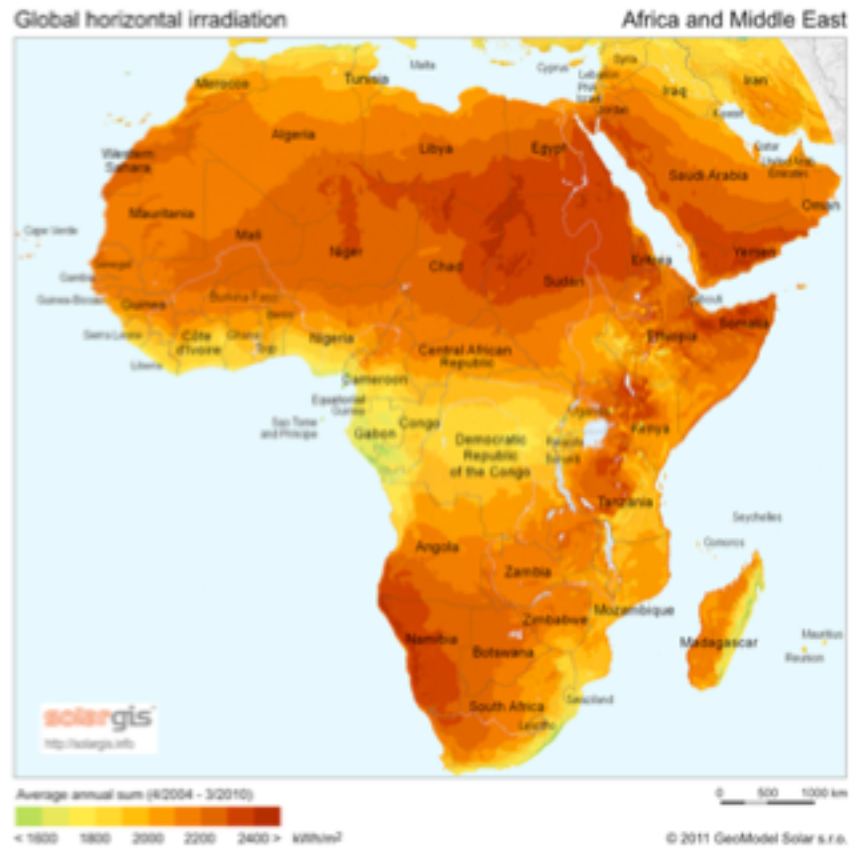 Global horizontal irradiation
Africa and Middle East
Malta
Cyprus
Syria
Lebanon
Iraq
Iran
Morocco
Tunisia
Jordan
Kuwait
Algeria
Libya
Egypt
Qatar
Western
Sahara
United Arab
Emirates
Saudi Arabia
Oman
Mauritania
Mali
Cape Verde
Niger
Chad
Sudan
Eritrea
Yemen
Senegal
Gambia
Guinea-Bissau
Guinea
Burkina Faso
Benin
Djibouti
Somalia
Sierra Leone
Côte
d'Ivoire
Ghana
Togo
Nigeria
Ethiopia
Central African
Republic
Liberia
Cameroon
Equatorial
Guinea
Sao Tome
and Principe
Gabon
Congo
Uganda
Kenya
Democratic
Republic
of the Congo
Rwanda
Burundi
Tanzania
Seychelles
Comoros
Angola
Zambia
Mozambique
Zimbabwe
Madagascar
Mauritius
Reunion
Namibia
Botswana
South Africa
Swaziland
Lesotho
solargis
http://solargis.info
Average annual sum (4/2004 - 3/2010)
0 500 1000 km
< 1600 1800 2000 2200 2400 > kWh/m²
© 2011 GeoModel Solar s.r.o.